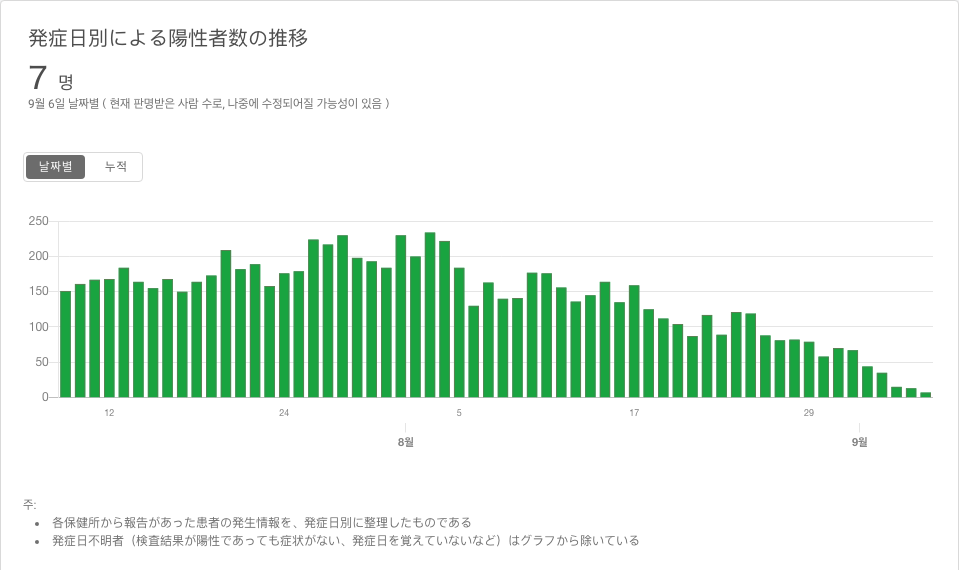 発症日別による陽性者数の推移
7 명
9월 6일 날짜별 ( 현재 판명받은 사람 수로, 나중에 수정되어질 가능성이 있음 )
날짜별 누적
250
200
150
100
50
0
12 24 5 17 29
8월 9월
주:
• 各保健所から報告があった患者の発生情報を、発症日別に整理したものである
• 発症日不明者（検査結果が陽性であっても症状がない、発症日を覚えていないなど）はグラフから除いている